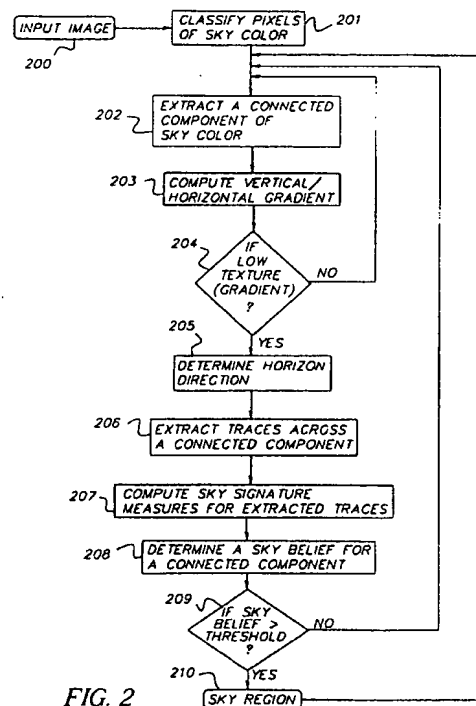 INPUT IMAGE
200
CLASSIFY PIXELS
OF SKY COLOR
201
202
EXTRACT A CONNECTED
COMPONENT OF
SKY COLOR
203
COMPUTE VERTICAL/
HORIZONTAL GRADIENT
204
IF
LOW
TEXTURE
(GRADIENT)
?
NO
YES
205
DETERMINE HORIZON
DIRECTION
206
EXTRACT TRACES ACROSS
A CONNECTED COMPONENT
207
COMPUTE SKY SIGNATURE
MEASURES FOR EXTRACTED TRACES
208
DETERMINE A SKY BELIEF FOR
A CONNECTED COMPONENT
209
IF SKY
BELIEF >
THRESHOLD
?
NO
YES
210
SKY REGION
FIG. 2